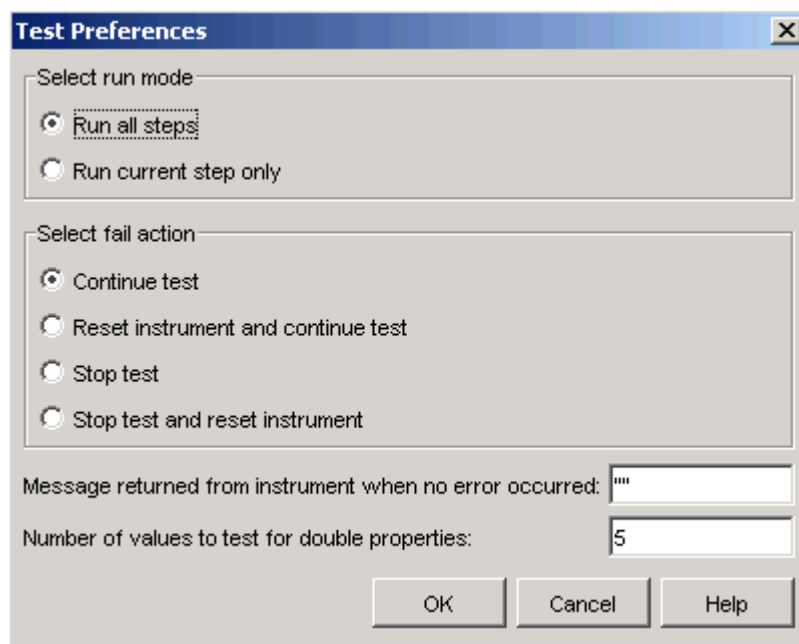 Test Preferences
Select run mode
Run all steps
Run current step only
Select fail action
Continue test
Reset instrument and continue test
Stop test
Stop test and reset instrument
Message returned from instrument when no error occurred: ""
Number of values to test for double properties: 5
OK Cancel Help